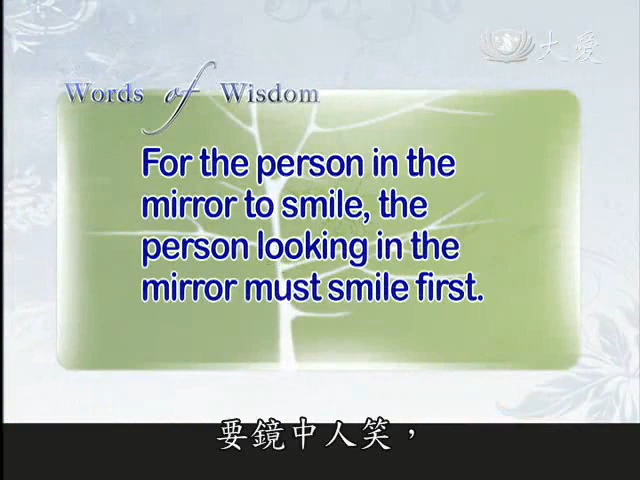 大愛
Words of Wisdom
For the person in the
mirror to smile, the
person looking in the
mirror must smile first.
要鏡中人笑，